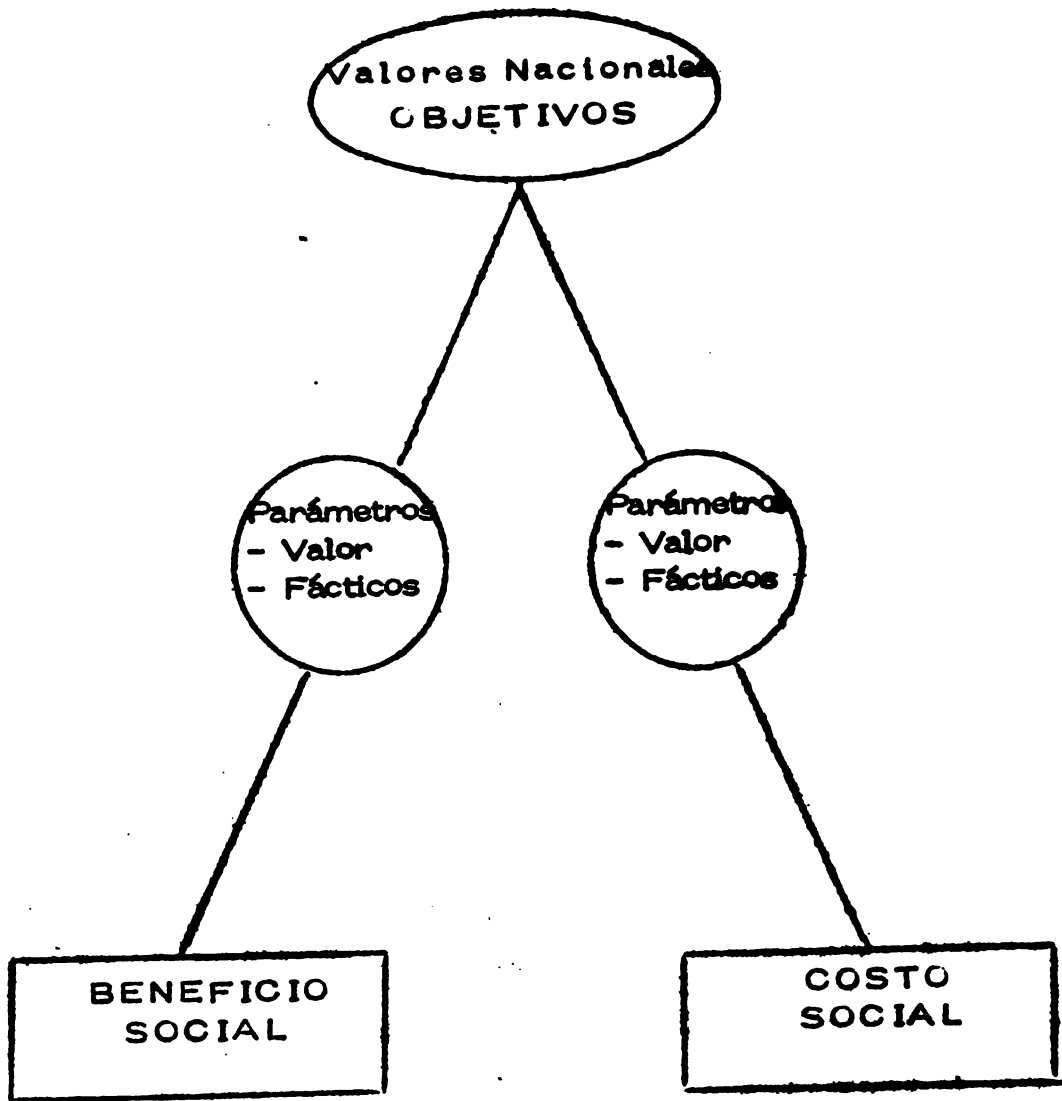 Valores Nacionales
OBJETIVOS
Parámetros
- Valor
- Fácticos
Parámetros
- Valor
- Fácticos
BENEFICIO
SOCIAL
COSTO
SOCIAL